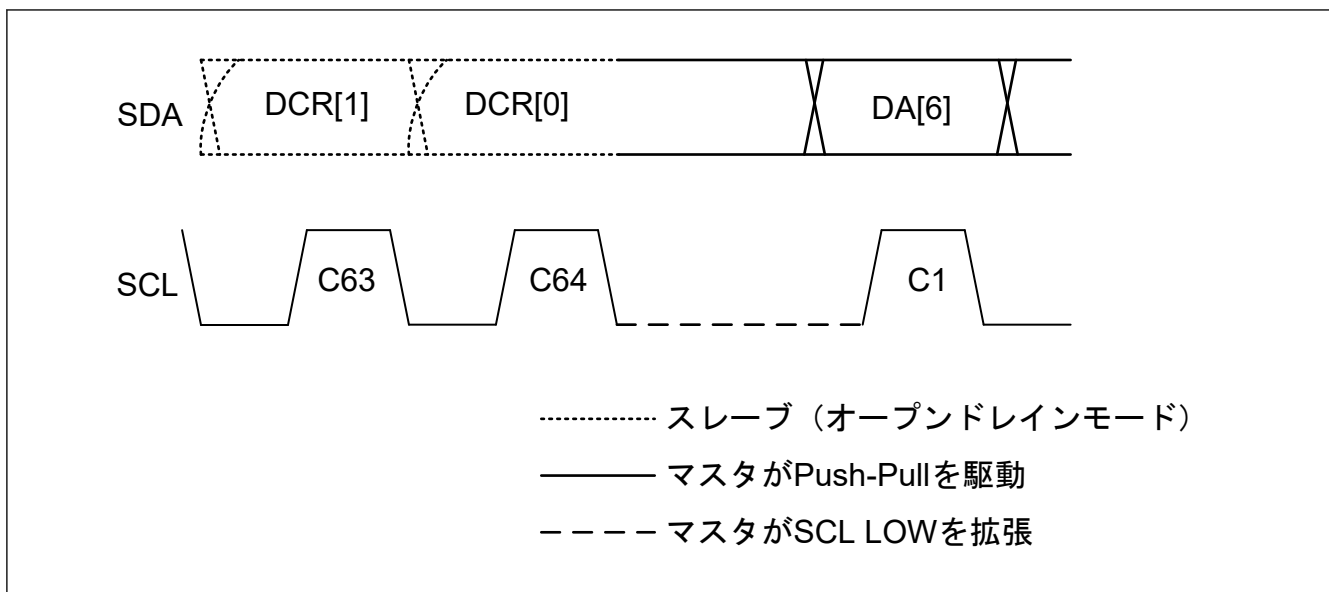 SDA DCR[1] DCR[0] DA[6]
SCL C63 C64 C1
スレーブ（オープンドレインモード）
マスタがPush-Pullを駆動
マスタがSCL LOWを拡張